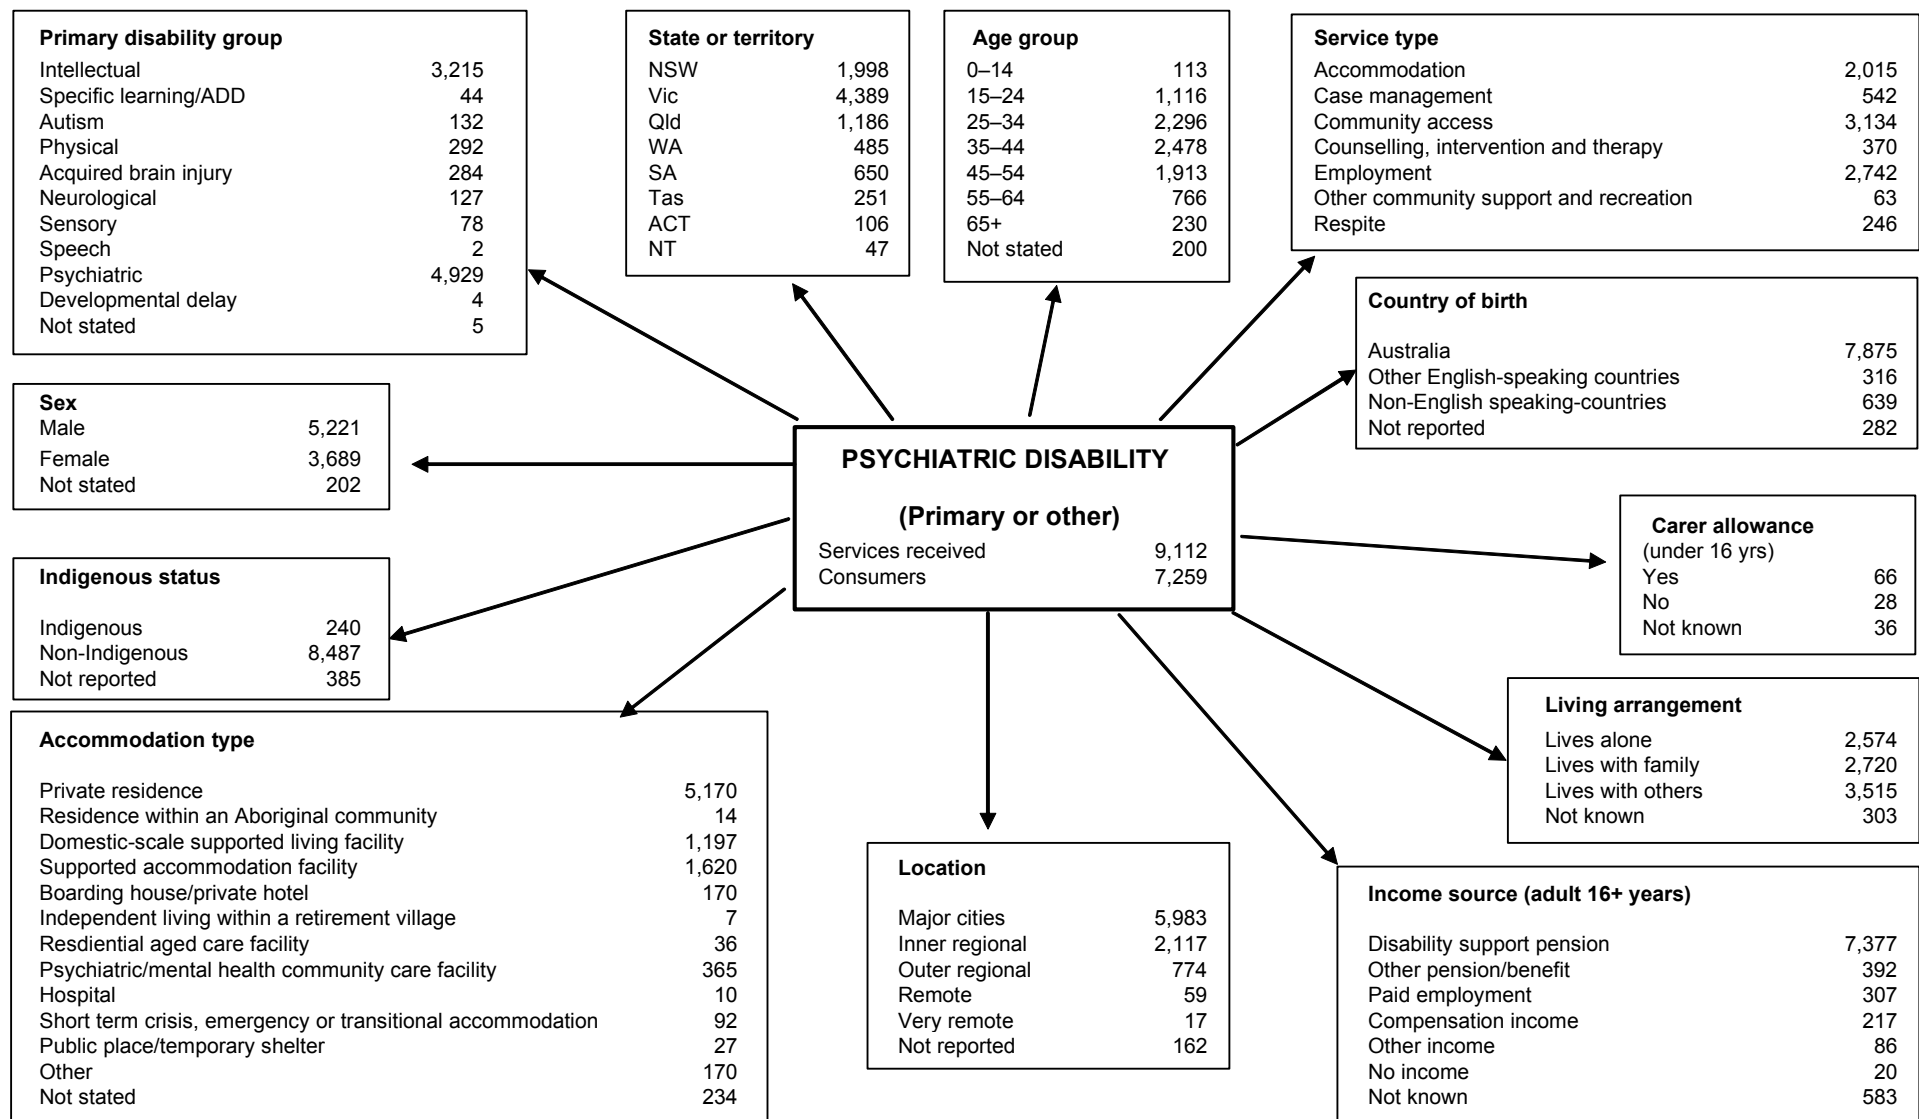 Primary disability group
Intellectual 3,215
Specific learning/ADD 44
Autism 132
Physical 292
Acquired brain injury 284
Neurological 127
Sensory 78
Speech 2
Psychiatric 4,929
Developmental delay 4
Not stated 5
State or territory
NSW 1,998
Vic 4,389
Qld 1,186
WA 485
SA 650
Tas 251
ACT 106
NT 47
Age group
0–14 113
15–24 1,116
25–34 2,296
35–44 2,478
45–54 1,913
55–64 766
65+ 230
Not stated 200
Service type
Accommodation 2,015
Case management 542
Community access 3,134
Counselling, intervention and therapy 370
Employment 2,742
Other community support and recreation 63
Respite 246
Country of birth
Australia 7,875
Other English-speaking countries 316
Non-English speaking-countries 639
Not reported 282
Sex
Male 5,221
Female 3,689
Not stated 202
PSYCHIATRIC DISABILITY
(Primary or other)
Services received 9,112
Consumers 7,259
Carer allowance
(under 16 yrs)
Yes 66
No 28
Not known 36
Indigenous status
Indigenous 240
Non-Indigenous 8,487
Not reported 385
Living arrangement
Lives alone 2,574
Lives with family 2,720
Lives with others 3,515
Not known 303
Accommodation type
Private residence 5,170
Residence within an Aboriginal community 14
Domestic-scale supported living facility 1,197
Supported accommodation facility 1,620
Boarding house/private hotel 170
Independent living within a retirement village 7
Resdiential aged care facility 36
Psychiatric/mental health community care facility 365
Hospital 10
Short term crisis, emergency or transitional accommodation 92
Public place/temporary shelter 27
Other 170
Not stated 234
Location
Major cities 5,983
Inner regional 2,117
Outer regional 774
Remote 59
Very remote 17
Not reported 162
Income source (adult 16+ years)
Disability support pension 7,377
Other pension/benefit 392
Paid employment 307
Compensation income 217
Other income 86
No income 20
Not known 583